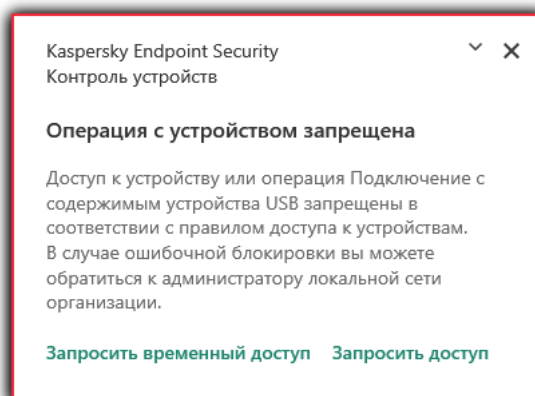 Kaspersky Endpoint Security
Контроль устройств
Операция с устройством запрещена
Доступ к устройству или операция Подключение с
содержимым устройства USB запрещены в
соответствии с правилом доступа к устройствам.
В случае ошибочной блокировки вы можете
обратиться к администратору локальной сети
организации.
Запросить временный доступ Запросить доступ